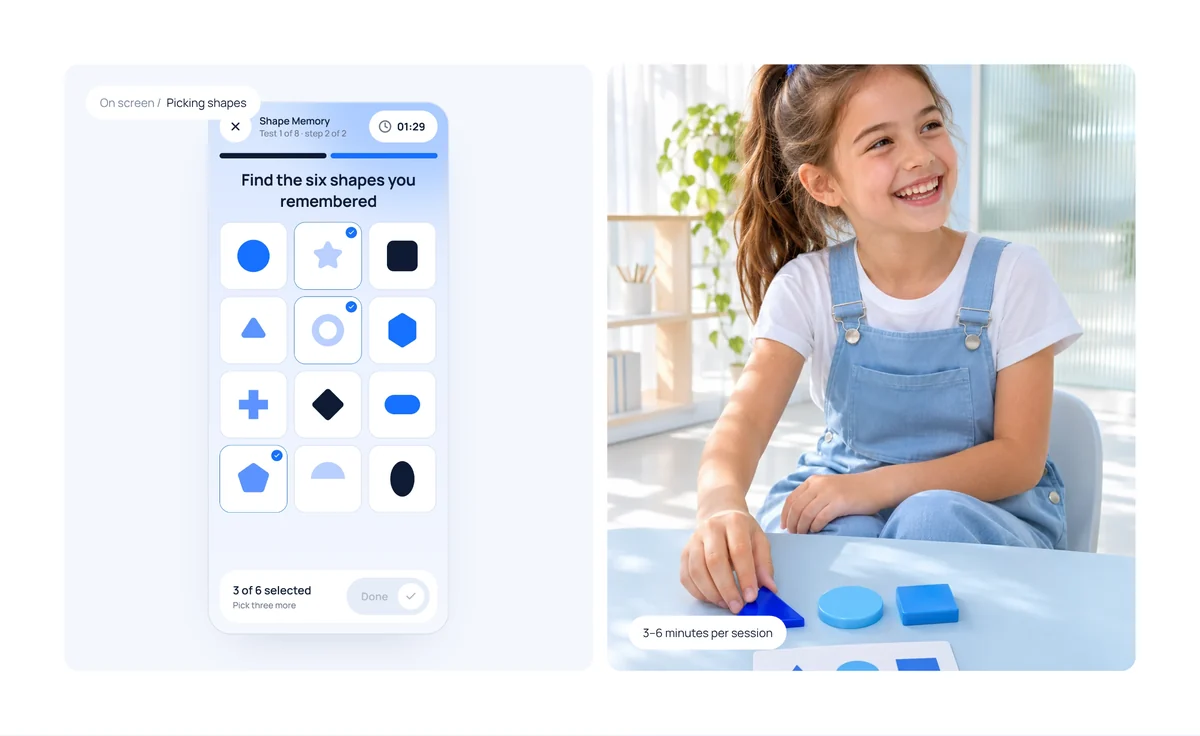 On screen / Picking shapes
Shape Memory
Test 1 of 8 · step 2 of 2
01:29
Find the six shapes you
remembered
3 of 6 selected
Pick three more
Done
3–6 minutes per session